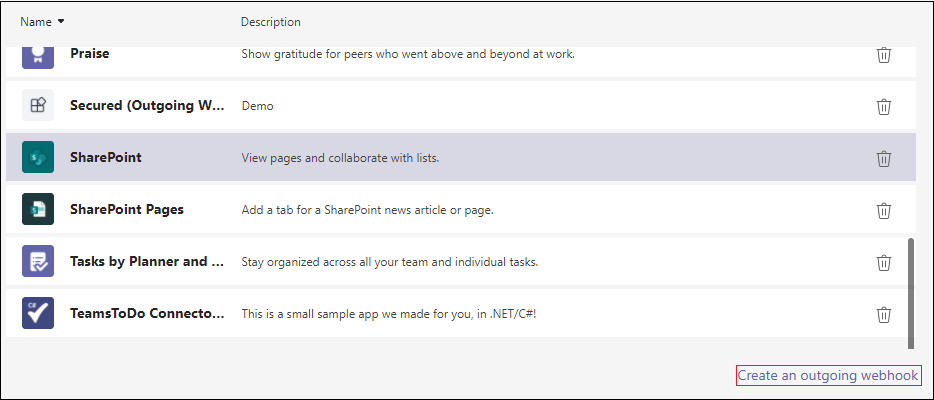 Name Description
Praise Show gratitude for peers who went above and beyond at work.
Secured (Outgoing W... Demo
SharePoint View pages and collaborate with lists.
SharePoint Pages Add a tab for a SharePoint news article or page.
Tasks by Planner and ... Stay organized across all your team and individual tasks.
C#
TeamsToDo Connecto... This is a small sample app we made for you, in .NET/C#!
Create an outgoing webhook